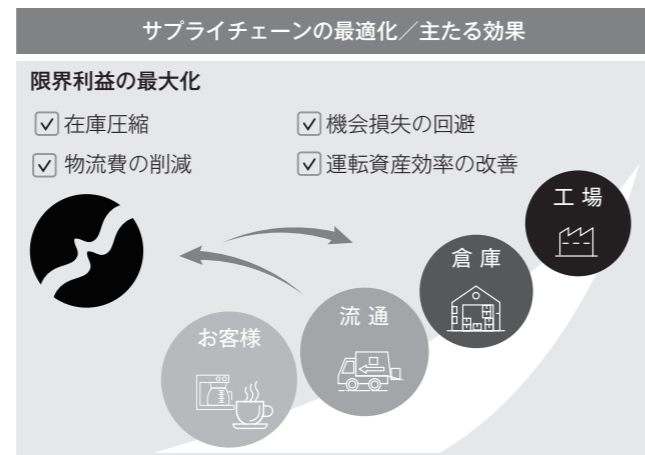 サプライチェーンの最適化／主たる効果
限界利益の最大化
在庫圧縮
機会損失の回避
物流費の削減
運転資産効率の改善
工場
倉庫
流通
お客様